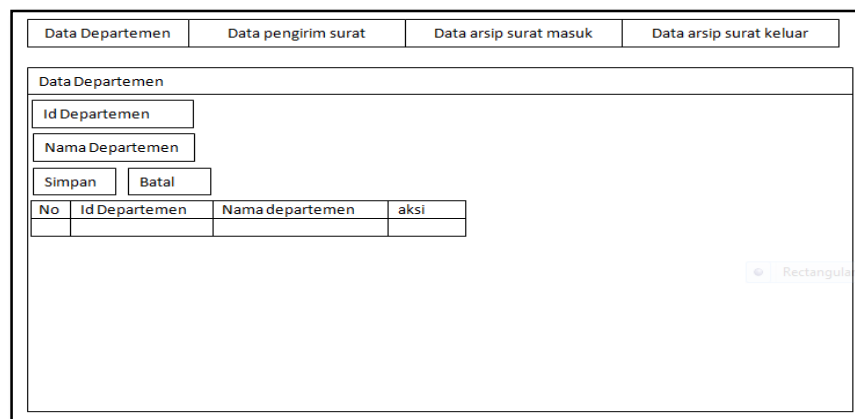 Data Departemen Data pengirim surat Data arsip surat masuk Data arsip surat keluar
Data Departemen
Id Departemen
Nama Departemen
Simpan Batal
No Id Departemen Nama departemen aksi
Rectangular